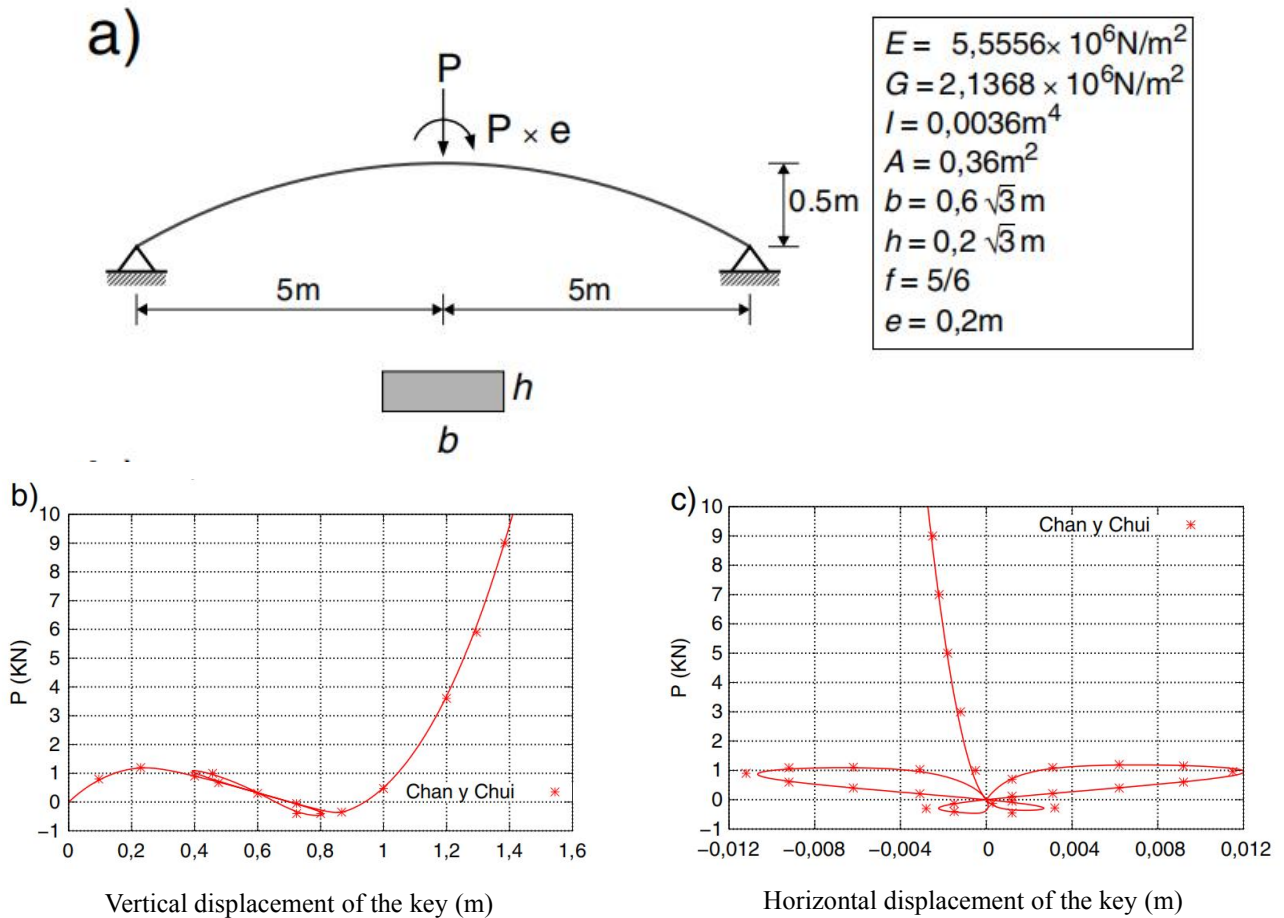 a)
P
P × e
0.5m
5m
5m
h
b
E = 5,5556× 10⁶N/m²
G = 2,1368 × 10⁶N/m²
I = 0,0036m⁴
A = 0,36m²
b = 0,6 √3 m
h = 0,2 √3 m
f = 5/6
e = 0,2m
b)
10
9
8
7
6
5
4
3
2
1
0
−1
P (KN)
Chan y Chui
0 0,2 0,4 0,6 0,8 1 1,2 1,4 1,6
Vertical displacement of the key (m)
c)
10
9
8
7
6
5
4
3
2
1
0
−1
P (KN)
Chan y Chui
−0,012 −0,008 −0,004 0 0,004 0,008 0,012
Horizontal displacement of the key (m)